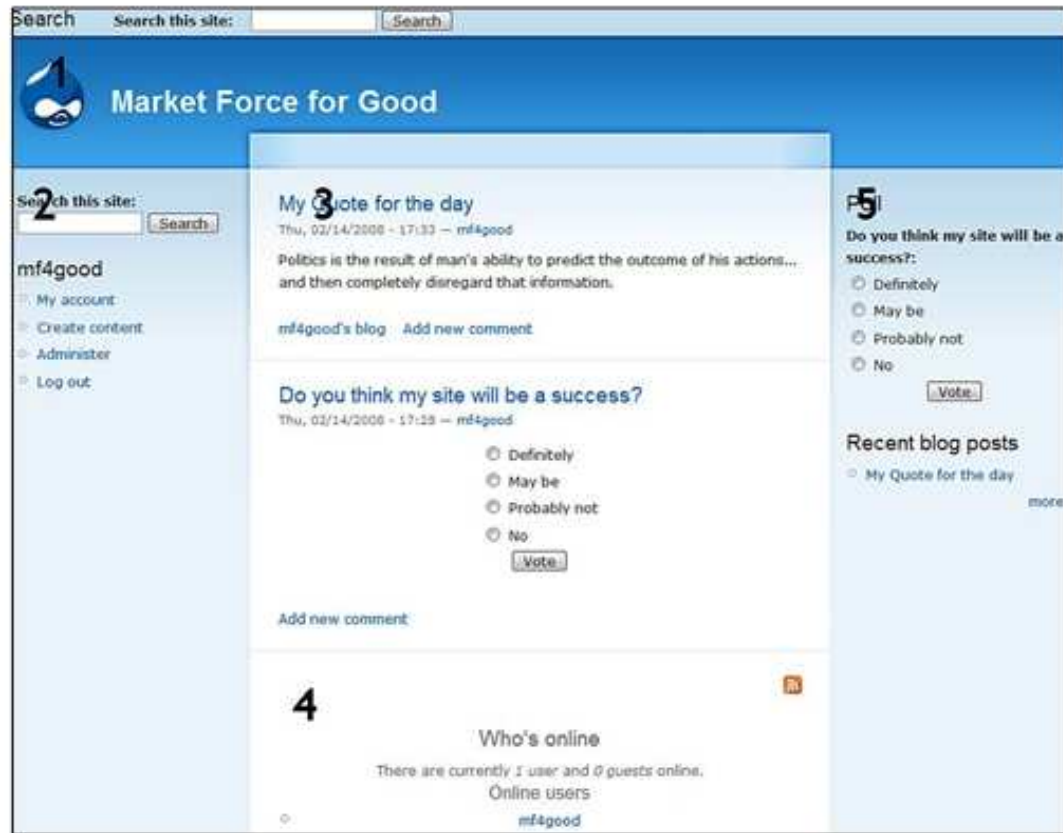 Search
Search this site:
Search
1
Market Force for Good
2
Search this site:
Search
mf4good
My account
Create content
Administer
Log out
3
My Quote for the day
Thu, 02/14/2008 - 17:33 — mf4good
Politics is the result of man's ability to predict the outcome of his actions...
and then completely disregard that information.
mf4good's blog Add new comment
Do you think my site will be a success?
Thu, 02/14/2008 - 17:28 — mf4good
Definitely
May be
Probably not
No
Vote
Add new comment
4
Who's online
There are currently 1 user and 0 guests online.
Online users
mf4good
5
Poll
Do you think my site will be a
success?:
Definitely
May be
Probably not
No
Vote
Recent blog posts
My Quote for the day
more